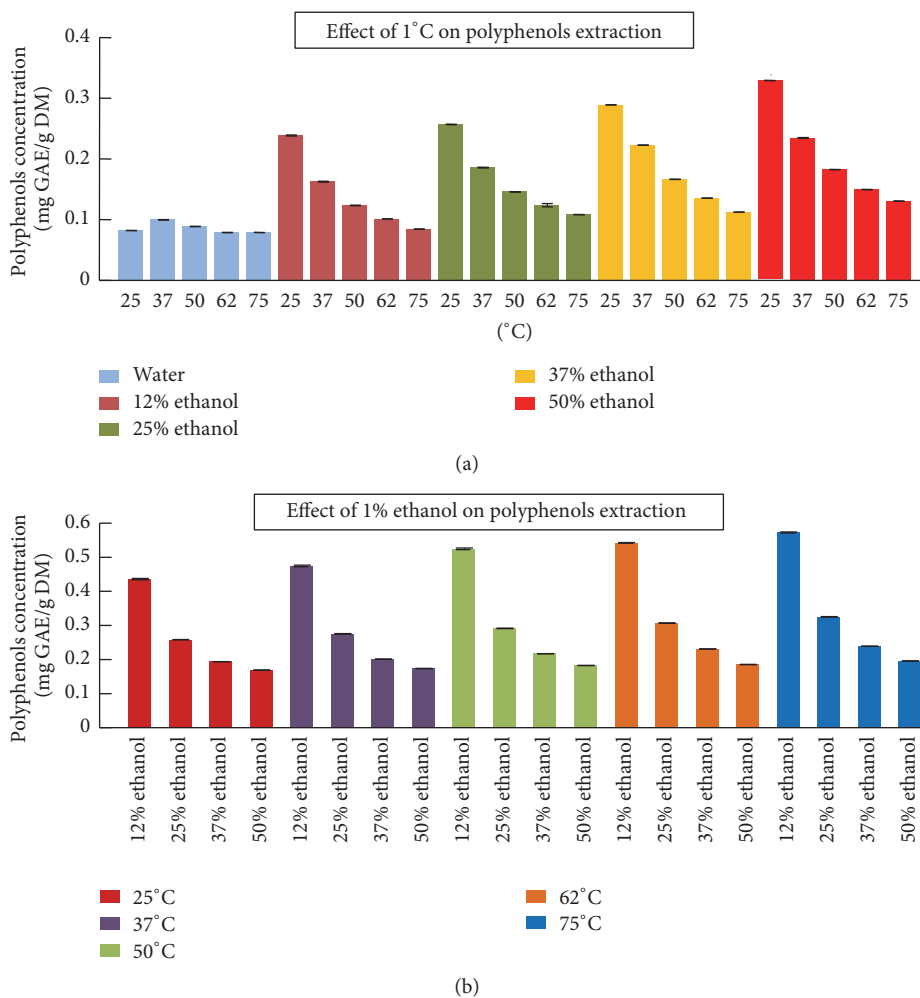 Effect of 1°C on polyphenols extraction
Polyphenols concentration
(mg GAE/g DM)
0.4
0.3
0.2
0.1
0
25 37 50 62 75 25 37 50 62 75 25 37 50 62 75 25 37 50 62 75 25 37 50 62 75
(°C)
Water
12% ethanol
25% ethanol
37% ethanol
50% ethanol
(a)
Effect of 1% ethanol on polyphenols extraction
Polyphenols concentration
(mg GAE/g DM)
0.6
0.5
0.4
0.3
0.2
0.1
0
12% ethanol
25% ethanol
37% ethanol
50% ethanol
12% ethanol
25% ethanol
37% ethanol
50% ethanol
12% ethanol
25% ethanol
37% ethanol
50% ethanol
12% ethanol
25% ethanol
37% ethanol
50% ethanol
12% ethanol
25% ethanol
37% ethanol
50% ethanol
25°C
37°C
50°C
62°C
75°C
(b)